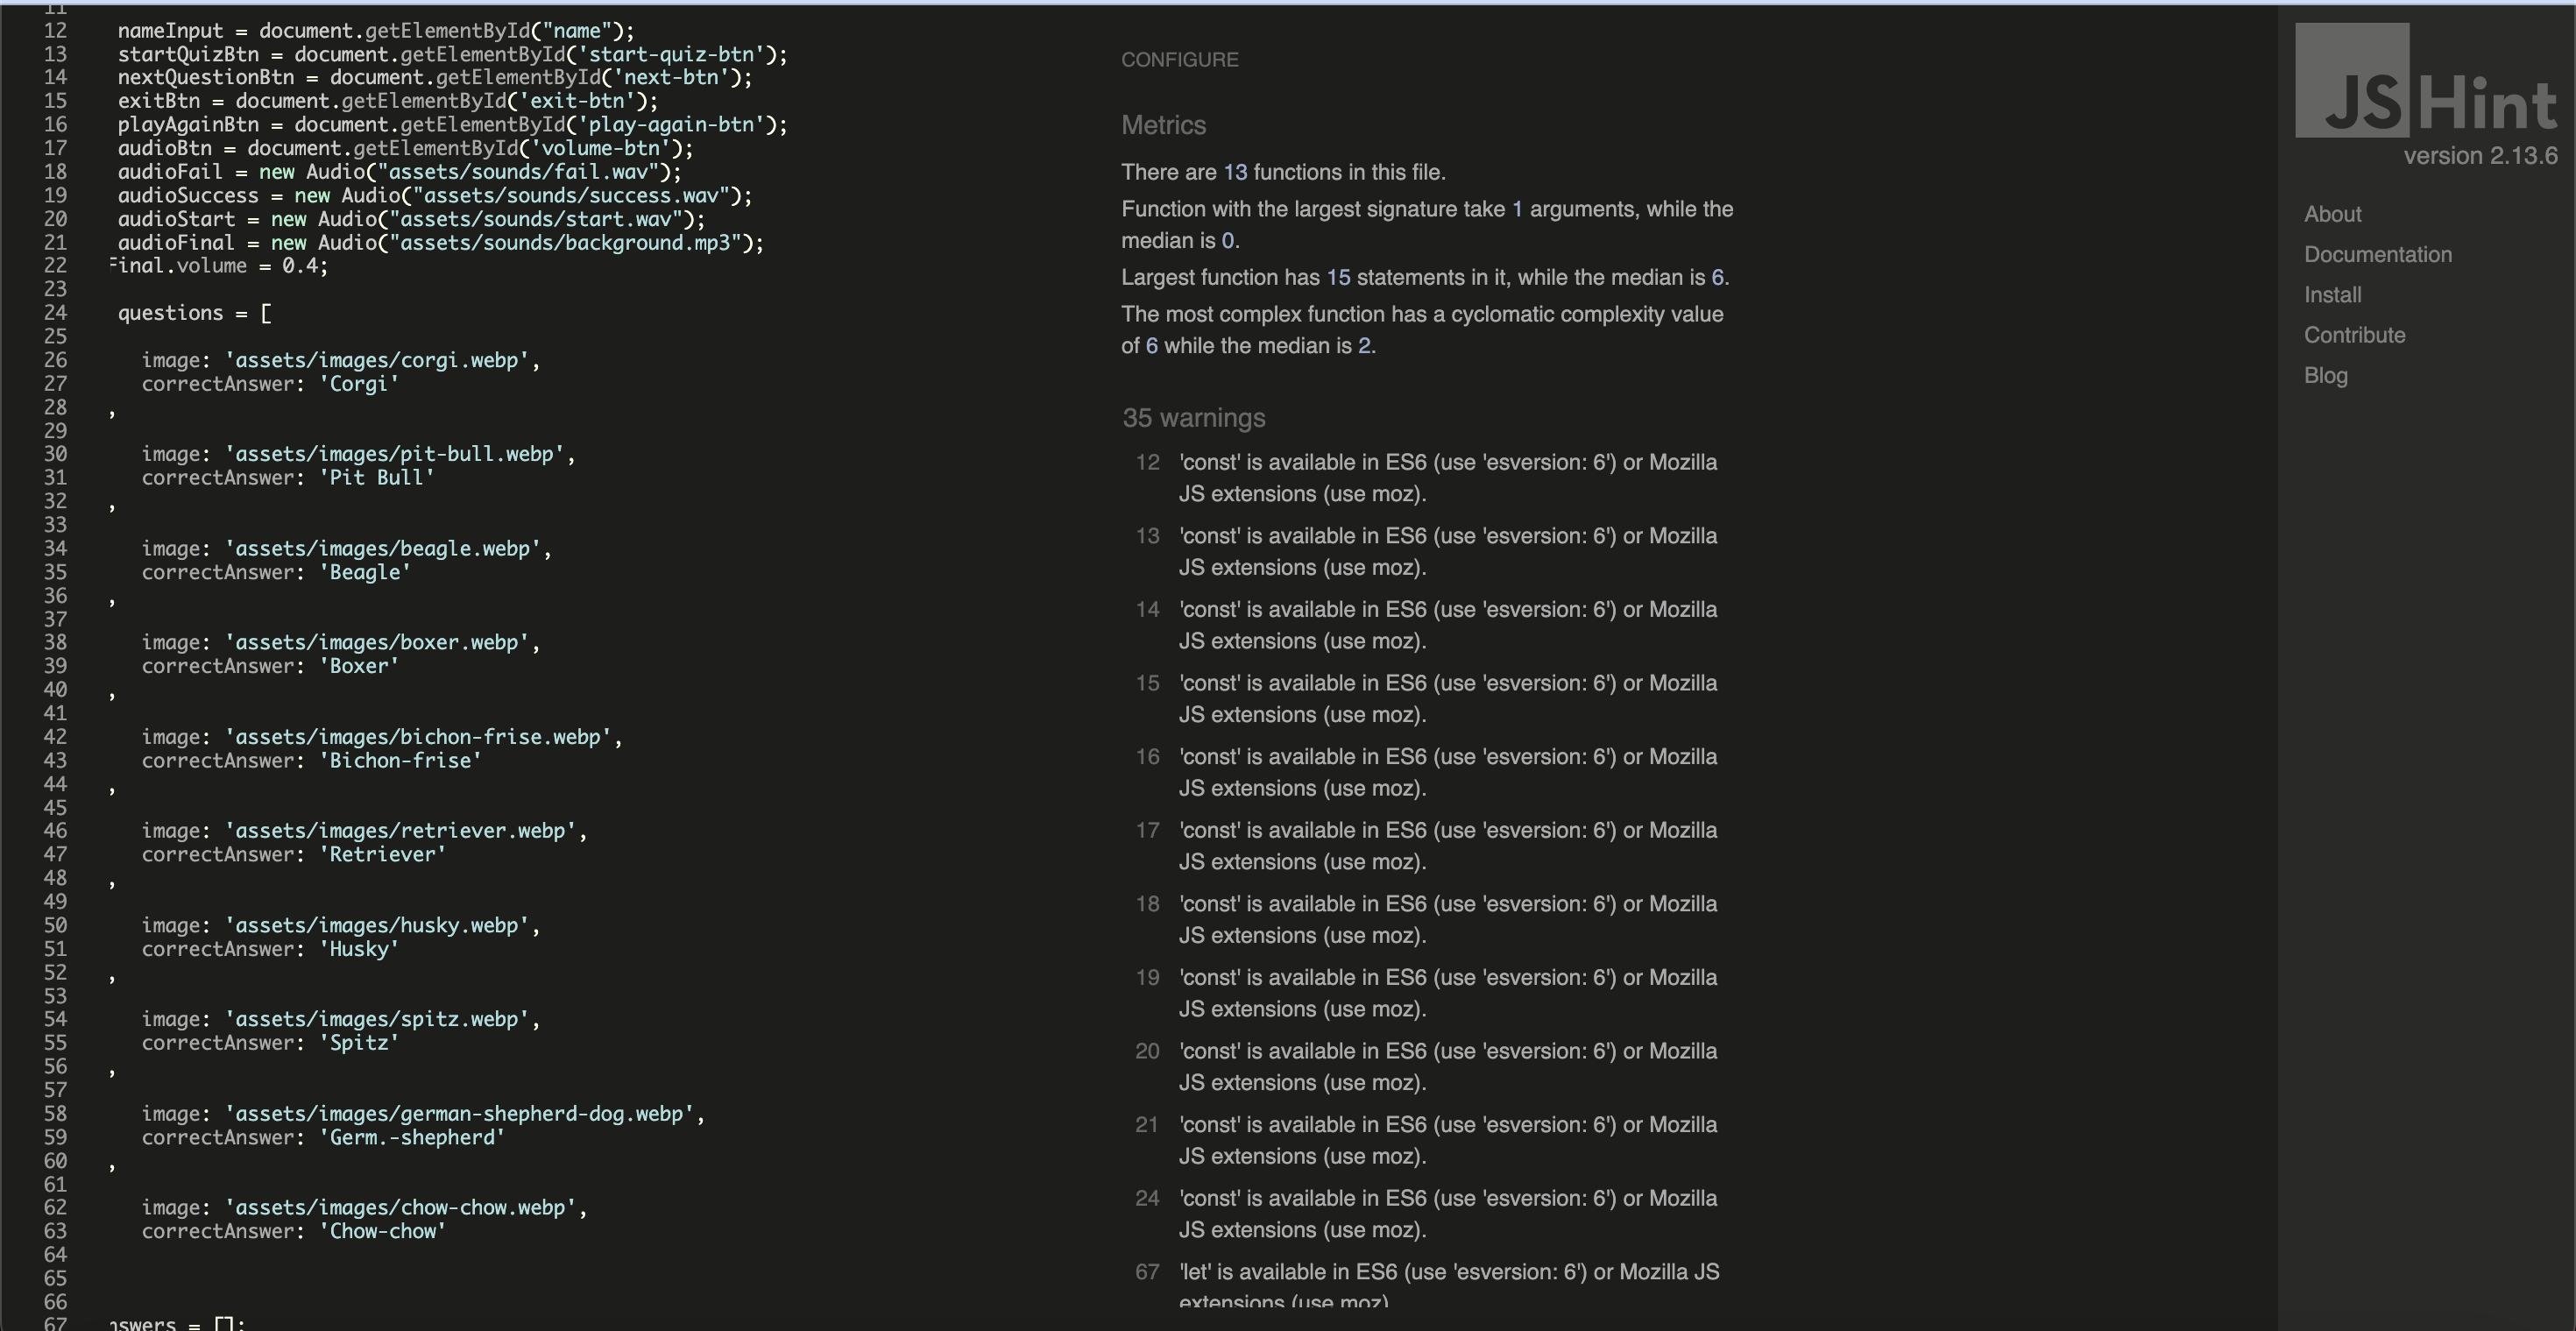 11
12 nameInput = document.getElementById("name");
13 startQuizBtn = document.getElementById('start-quiz-btn');
14 nextQuestionBtn = document.getElementById('next-btn');
15 exitBtn = document.getElementById('exit-btn');
16 playAgainBtn = document.getElementById('play-again-btn');
17 audioBtn = document.getElementById('volume-btn');
18 audioFail = new Audio("assets/sounds/fail.wav");
19 audioSuccess = new Audio("assets/sounds/success.wav");
20 audioStart = new Audio("assets/sounds/start.wav");
21 audioFinal = new Audio("assets/sounds/background.mp3");
22 Final.volume = 0.4;
23
24 questions = [
25
26 image: 'assets/images/corgi.webp',
27 correctAnswer: 'Corgi'
28 ,
29
30 image: 'assets/images/pit-bull.webp',
31 correctAnswer: 'Pit Bull'
32 ,
33
34 image: 'assets/images/beagle.webp',
35 correctAnswer: 'Beagle'
36 ,
37
38 image: 'assets/images/boxer.webp',
39 correctAnswer: 'Boxer'
40 ,
41
42 image: 'assets/images/bichon-frise.webp',
43 correctAnswer: 'Bichon-frise'
44 ,
45
46 image: 'assets/images/retriever.webp',
47 correctAnswer: 'Retriever'
48 ,
49
50 image: 'assets/images/husky.webp',
51 correctAnswer: 'Husky'
52 ,
53
54 image: 'assets/images/spitz.webp',
55 correctAnswer: 'Spitz'
56 ,
57
58 image: 'assets/images/german-shepherd-dog.webp',
59 correctAnswer: 'Germ.-shepherd'
60 ,
61
62 image: 'assets/images/chow-chow.webp',
63 correctAnswer: 'Chow-chow'
64
65
66
67 nswers = [];
CONFIGURE
Metrics
There are 13 functions in this file.
Function with the largest signature take 1 arguments, while the
median is 0.
Largest function has 15 statements in it, while the median is 6.
The most complex function has a cyclomatic complexity value
of 6 while the median is 2.
35 warnings
12 'const' is available in ES6 (use 'esversion: 6') or Mozilla
JS extensions (use moz).
13 'const' is available in ES6 (use 'esversion: 6') or Mozilla
JS extensions (use moz).
14 'const' is available in ES6 (use 'esversion: 6') or Mozilla
JS extensions (use moz).
15 'const' is available in ES6 (use 'esversion: 6') or Mozilla
JS extensions (use moz).
16 'const' is available in ES6 (use 'esversion: 6') or Mozilla
JS extensions (use moz).
17 'const' is available in ES6 (use 'esversion: 6') or Mozilla
JS extensions (use moz).
18 'const' is available in ES6 (use 'esversion: 6') or Mozilla
JS extensions (use moz).
19 'const' is available in ES6 (use 'esversion: 6') or Mozilla
JS extensions (use moz).
20 'const' is available in ES6 (use 'esversion: 6') or Mozilla
JS extensions (use moz).
21 'const' is available in ES6 (use 'esversion: 6') or Mozilla
JS extensions (use moz).
24 'const' is available in ES6 (use 'esversion: 6') or Mozilla
JS extensions (use moz).
67 'let' is available in ES6 (use 'esversion: 6') or Mozilla JS
extensions (use moz)
JSHint
version 2.13.6
About
Documentation
Install
Contribute
Blog